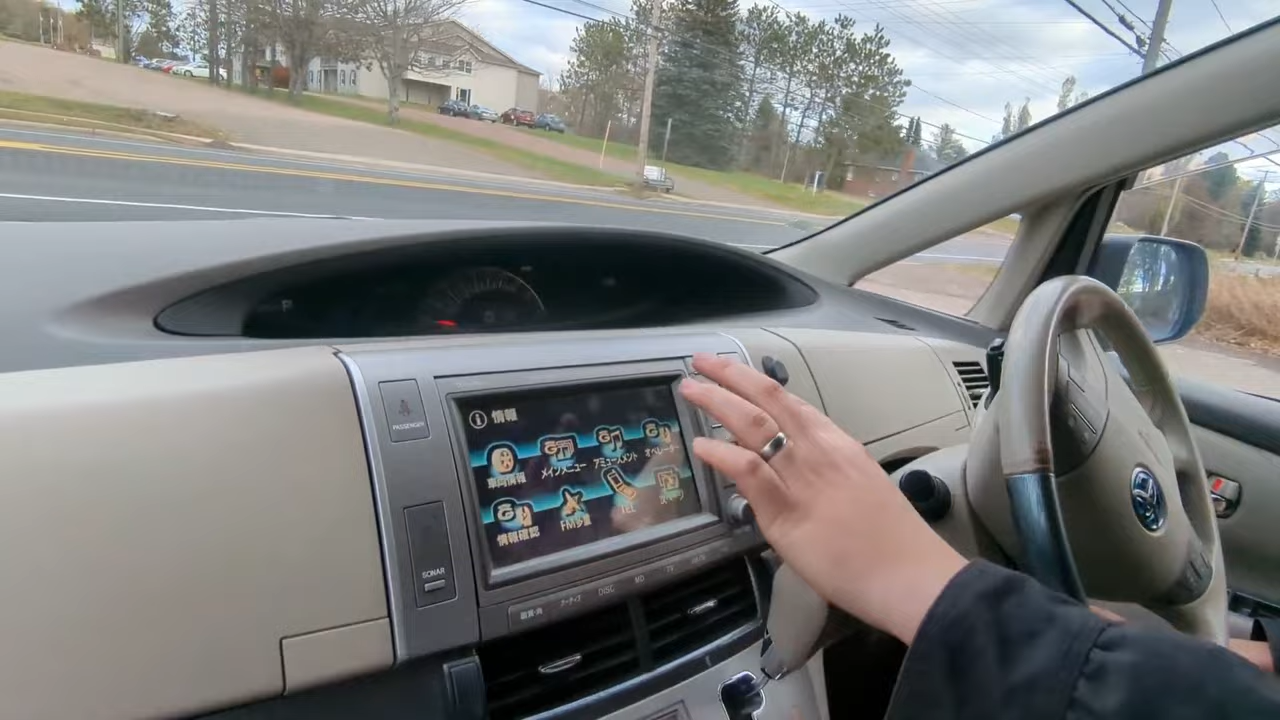 情報
車両情報
メインメニュー
アミューズメント
オペレーター
情報確認
FM多重
TEL
PASSENGER
SONAR
DISC
MD
TV